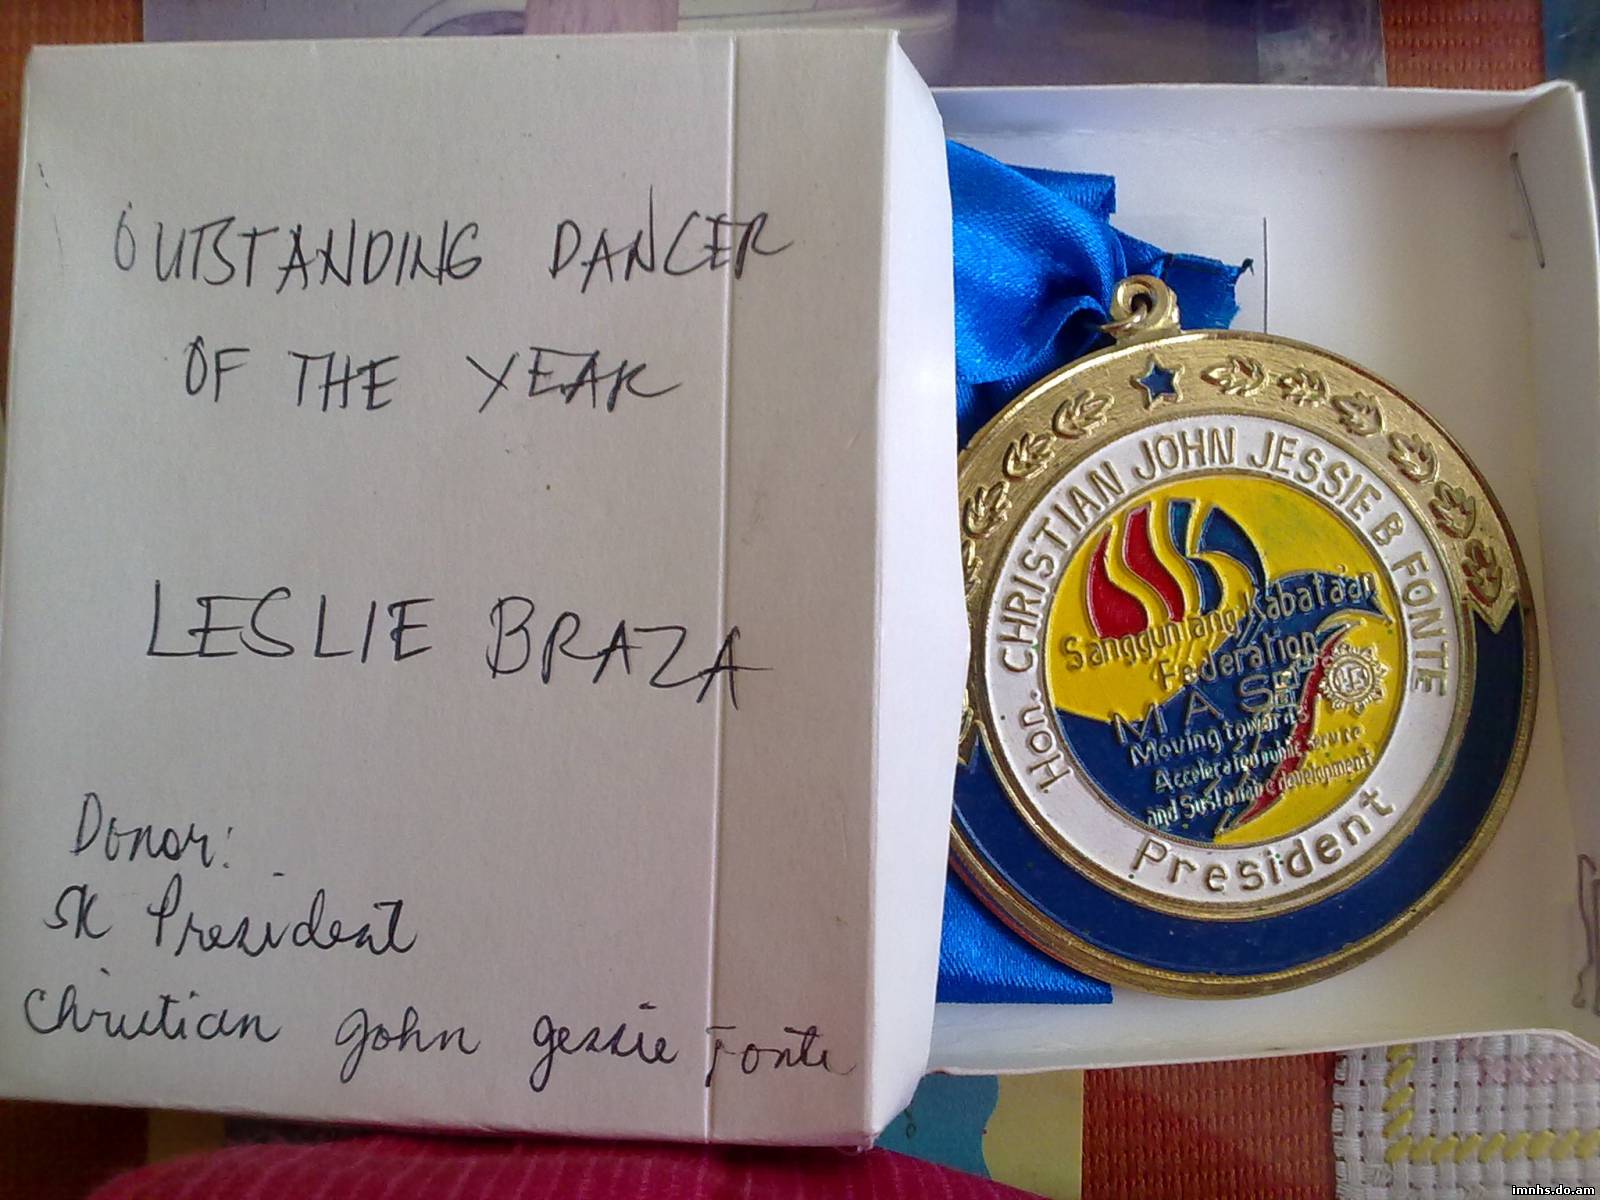 OUTSTANDING DANCER
OF THE YEAR
LESLIE BRAZA
Donor:
SK President
Christian John Jessie Fonte
Hon. CHRISTIAN JOHN JESSIE B FONTE
President
Sangguniang Kabataan
Federation
MASE
Moving towards
Accelerated public service
and Sustainable development
imnhs.do.am